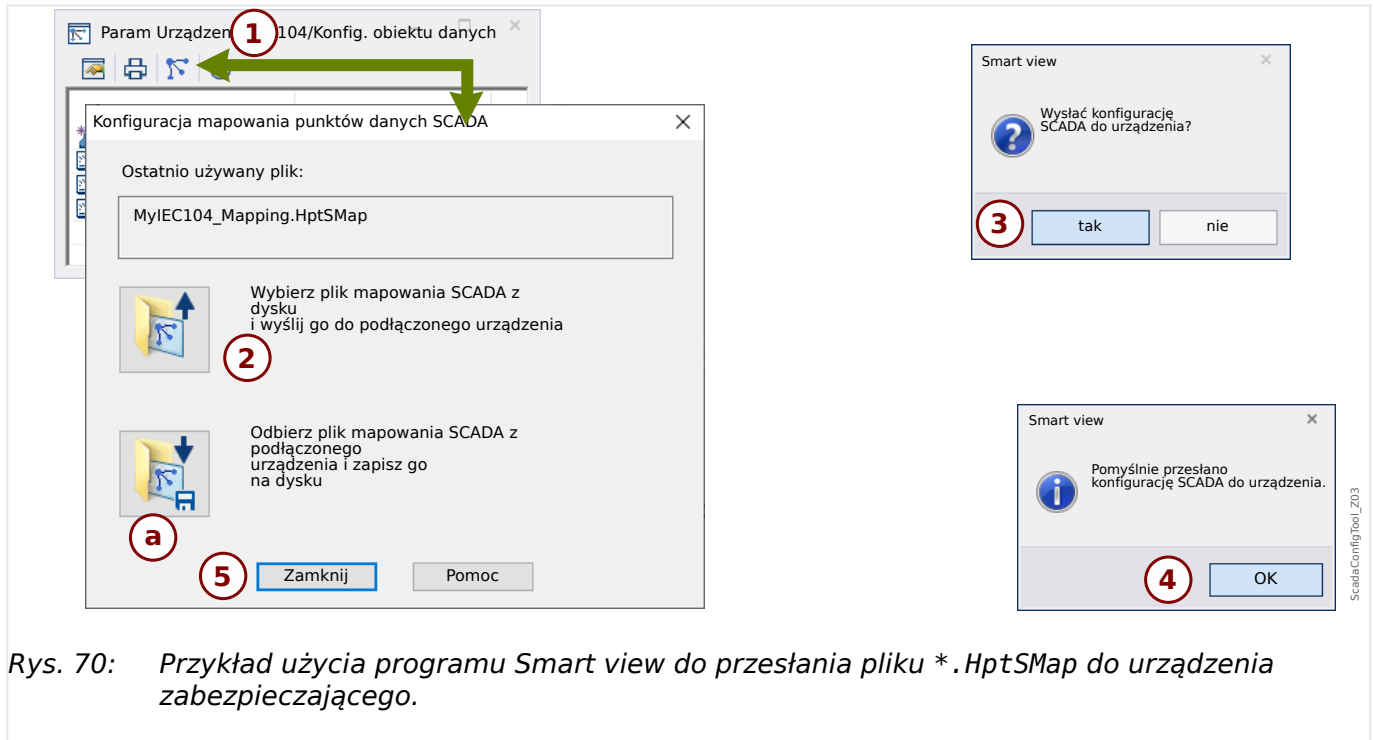 Param Urządzen 1 104/Konfig. obiektu danych
Konfiguracja mapowania punktów danych SCADA
Ostatnio używany plik:
MyIEC104_Mapping.HptSMap
Wybierz plik mapowania SCADA z
dysku
i wyślij go do podłączonego urządzenia
2
Odbierz plik mapowania SCADA z
podłączonego
urządzenia i zapisz go
na dysku
a
5 Zamknij Pomoc
Smart view
Wysłać konfigurację
SCADA do urządzenia?
3 tak nie
Smart view
Pomyślnie przesłano
konfigurację SCADA do urządzenia.
4 OK
ScadaConfigTool_Z03
Rys. 70: Przykład użycia programu Smart view do przesłania pliku *.HptSMap do urządzenia
zabezpieczającego.